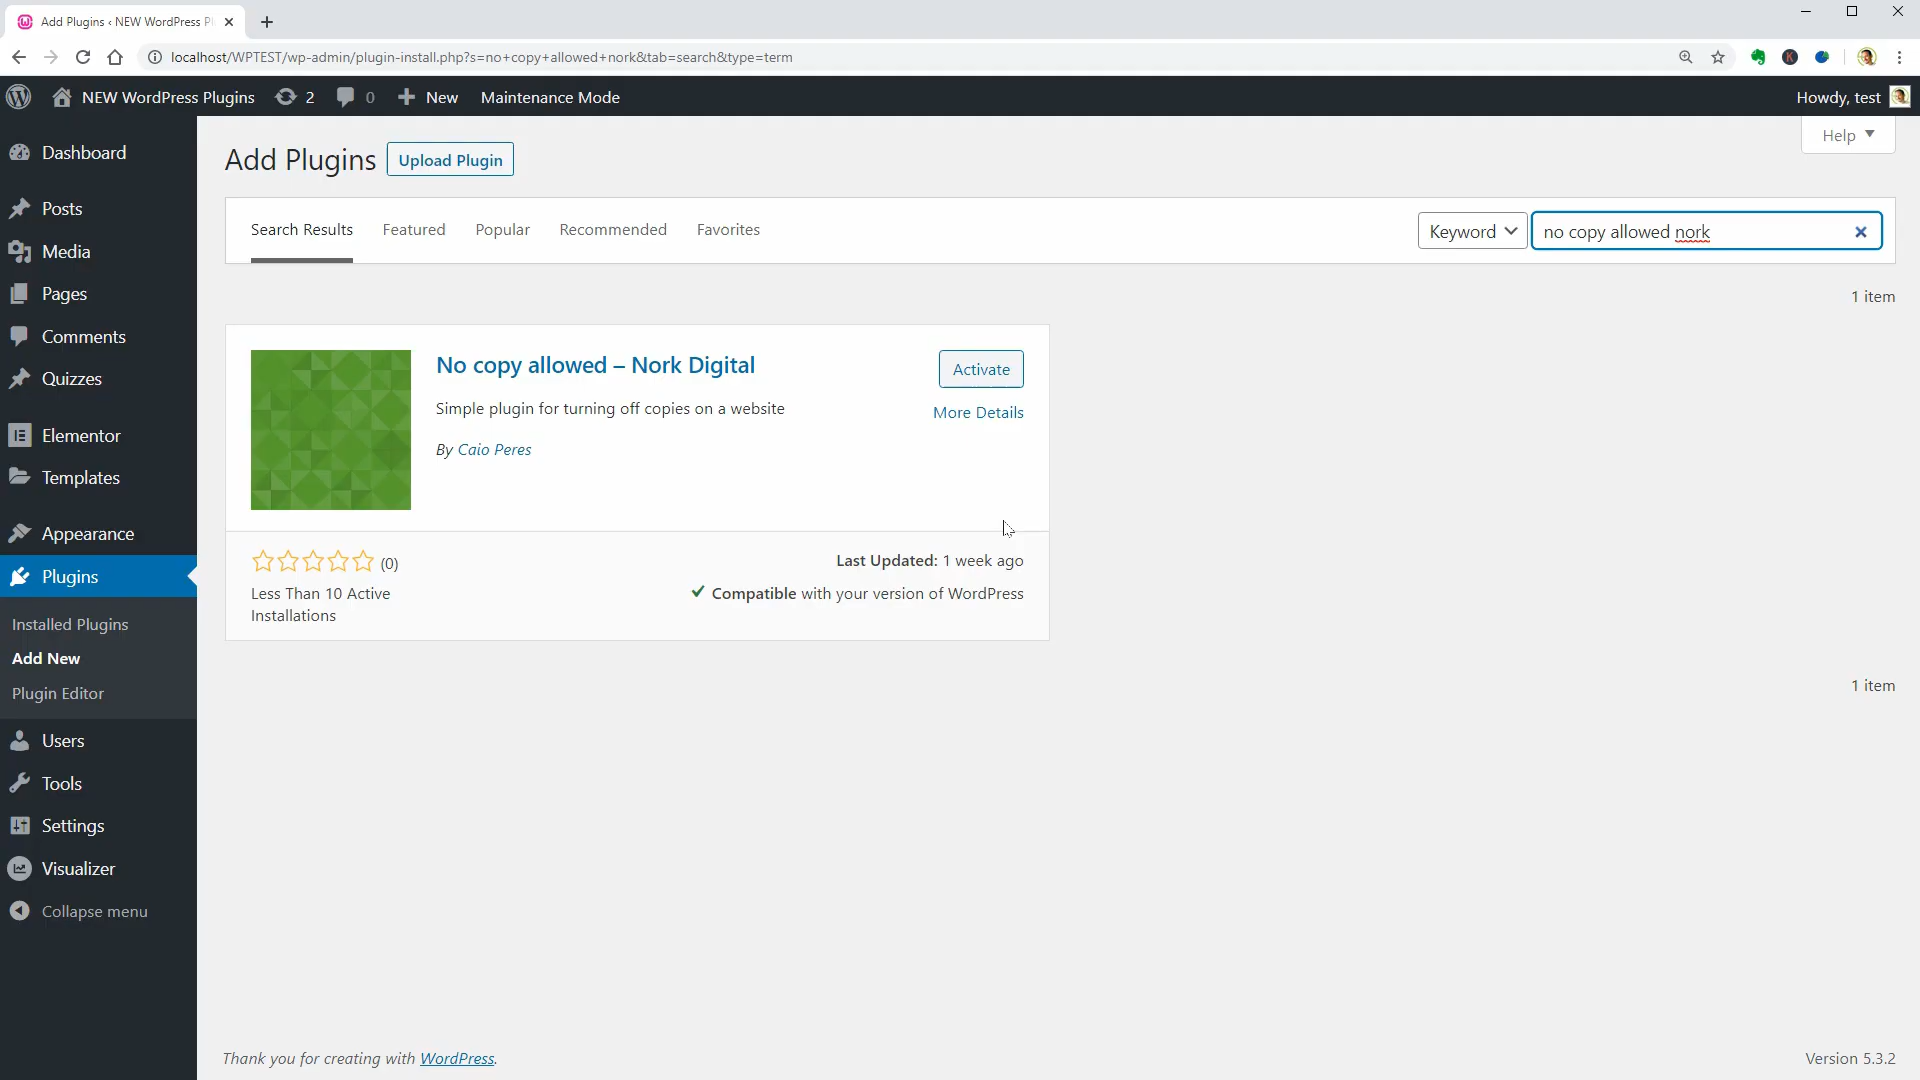 Add Plugins ‹ NEW WordPress Pl
localhost/WPTEST/wp-admin/plugin-install.php?s=no+copy+allowed+nork&tab=search&type=term
K
NEW WordPress Plugins 2 0 New Maintenance Mode Howdy, test
Help
Dashboard
Posts
Media
Pages
Comments
Quizzes
Elementor
Templates
Appearance
Plugins
Installed Plugins
Add New
Plugin Editor
Users
Tools
Settings
Visualizer
Collapse menu
Add Plugins Upload Plugin
Search Results Featured Popular Recommended Favorites Keyword no copy allowed nork
1 item
No copy allowed – Nork Digital
Activate
Simple plugin for turning off copies on a website
More Details
By Caio Peres
(0)
Last Updated: 1 week ago
Less Than 10 Active
Installations
Compatible with your version of WordPress
1 item
Thank you for creating with WordPress.
Version 5.3.2